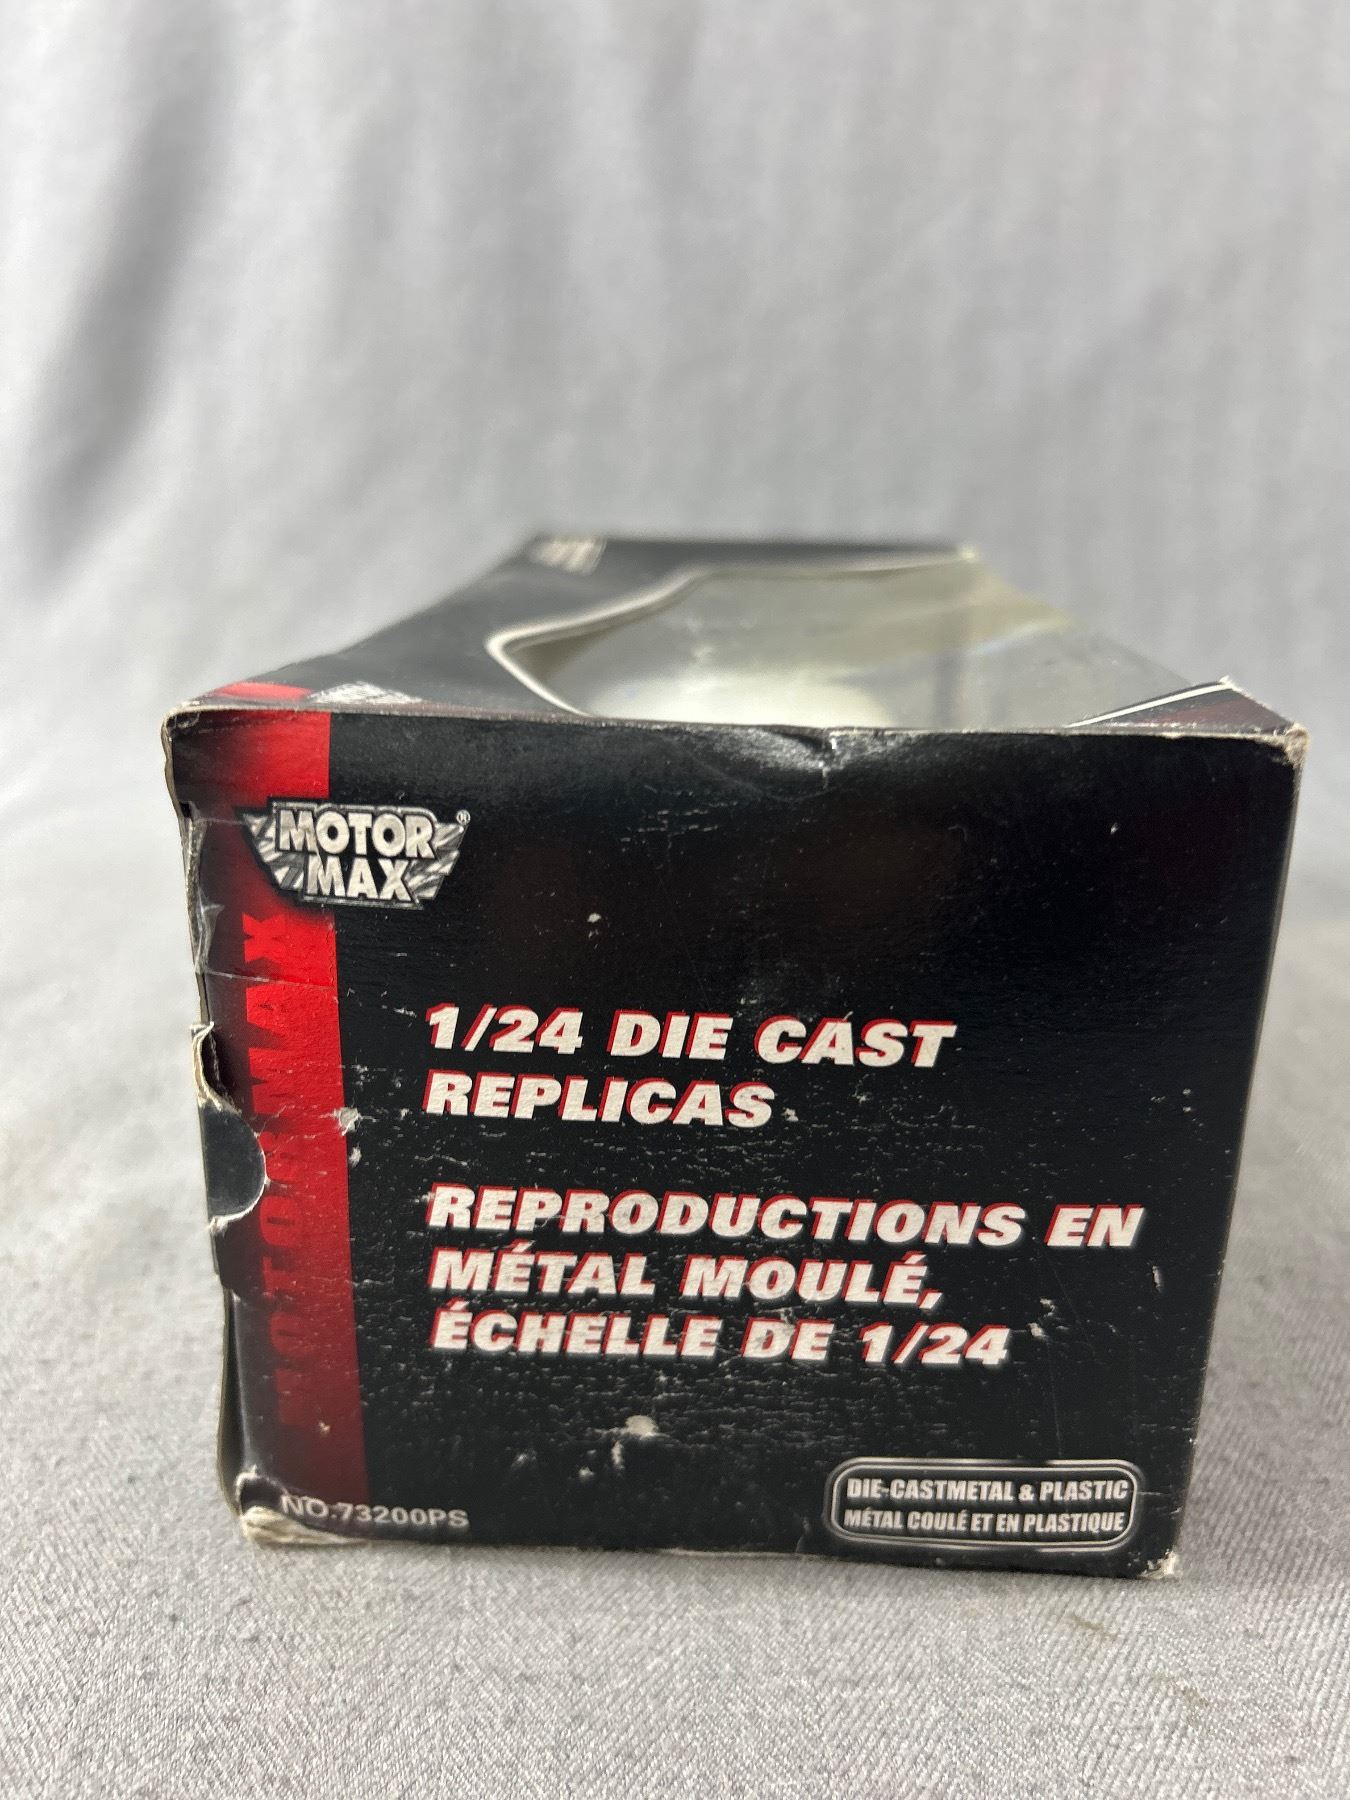 MOTOR
MAX®
MOTORMAX
1/24 DIE CAST
REPLICAS
REPRODUCTIONS EN
MÉTAL MOULÉ,
ÉCHELLE DE 1/24
NO.73200PS
DIE-CASTMETAL & PLASTIC
MÉTAL COULÉ ET EN PLASTIQUE